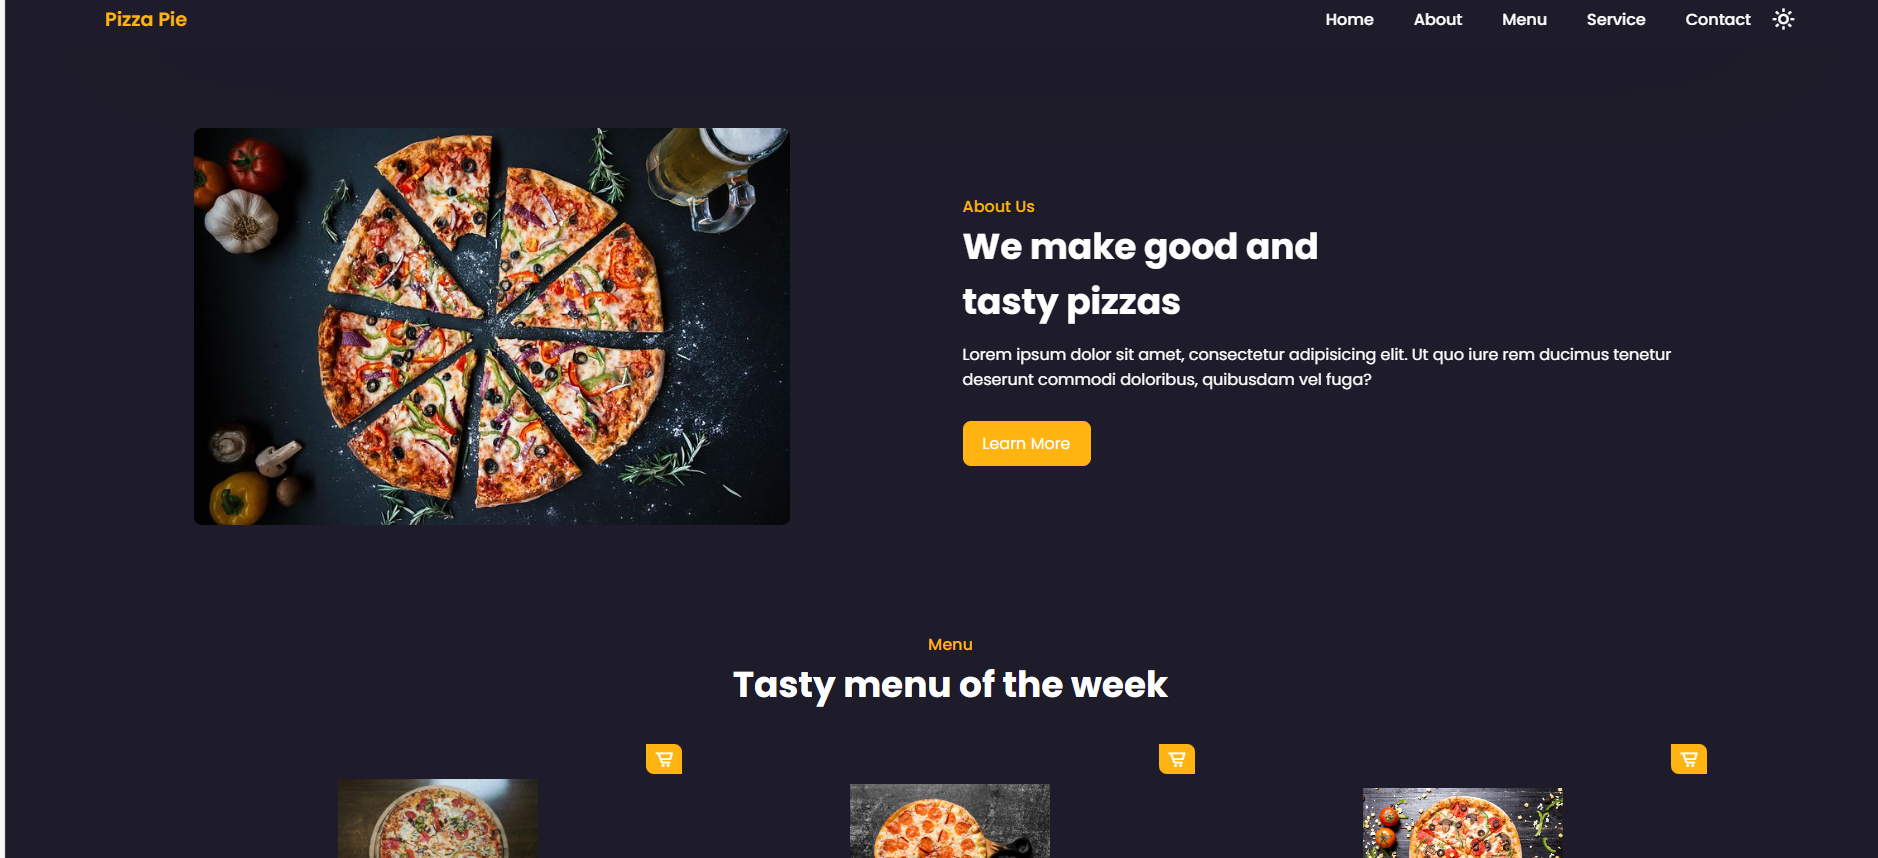 Pizza Pie
Home About Menu Service Contact
About Us
We make good and
tasty pizzas
Lorem ipsum dolor sit amet, consectetur adipisicing elit. Ut quo iure rem ducimus tenetur
deserunt commodi doloribus, quibusdam vel fuga?
Learn More
Menu
Tasty menu of the week